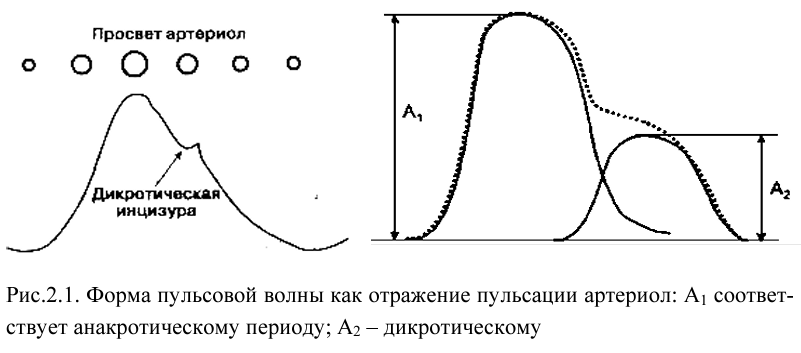 Просвет артериол
Дикротическая
инцизура
A₁
A₂
Рис.2.1. Форма пульсовой волны как отражение пульсации артериол: A₁ соответ-
ствует анакротическому периоду; A₂ – дикротическому